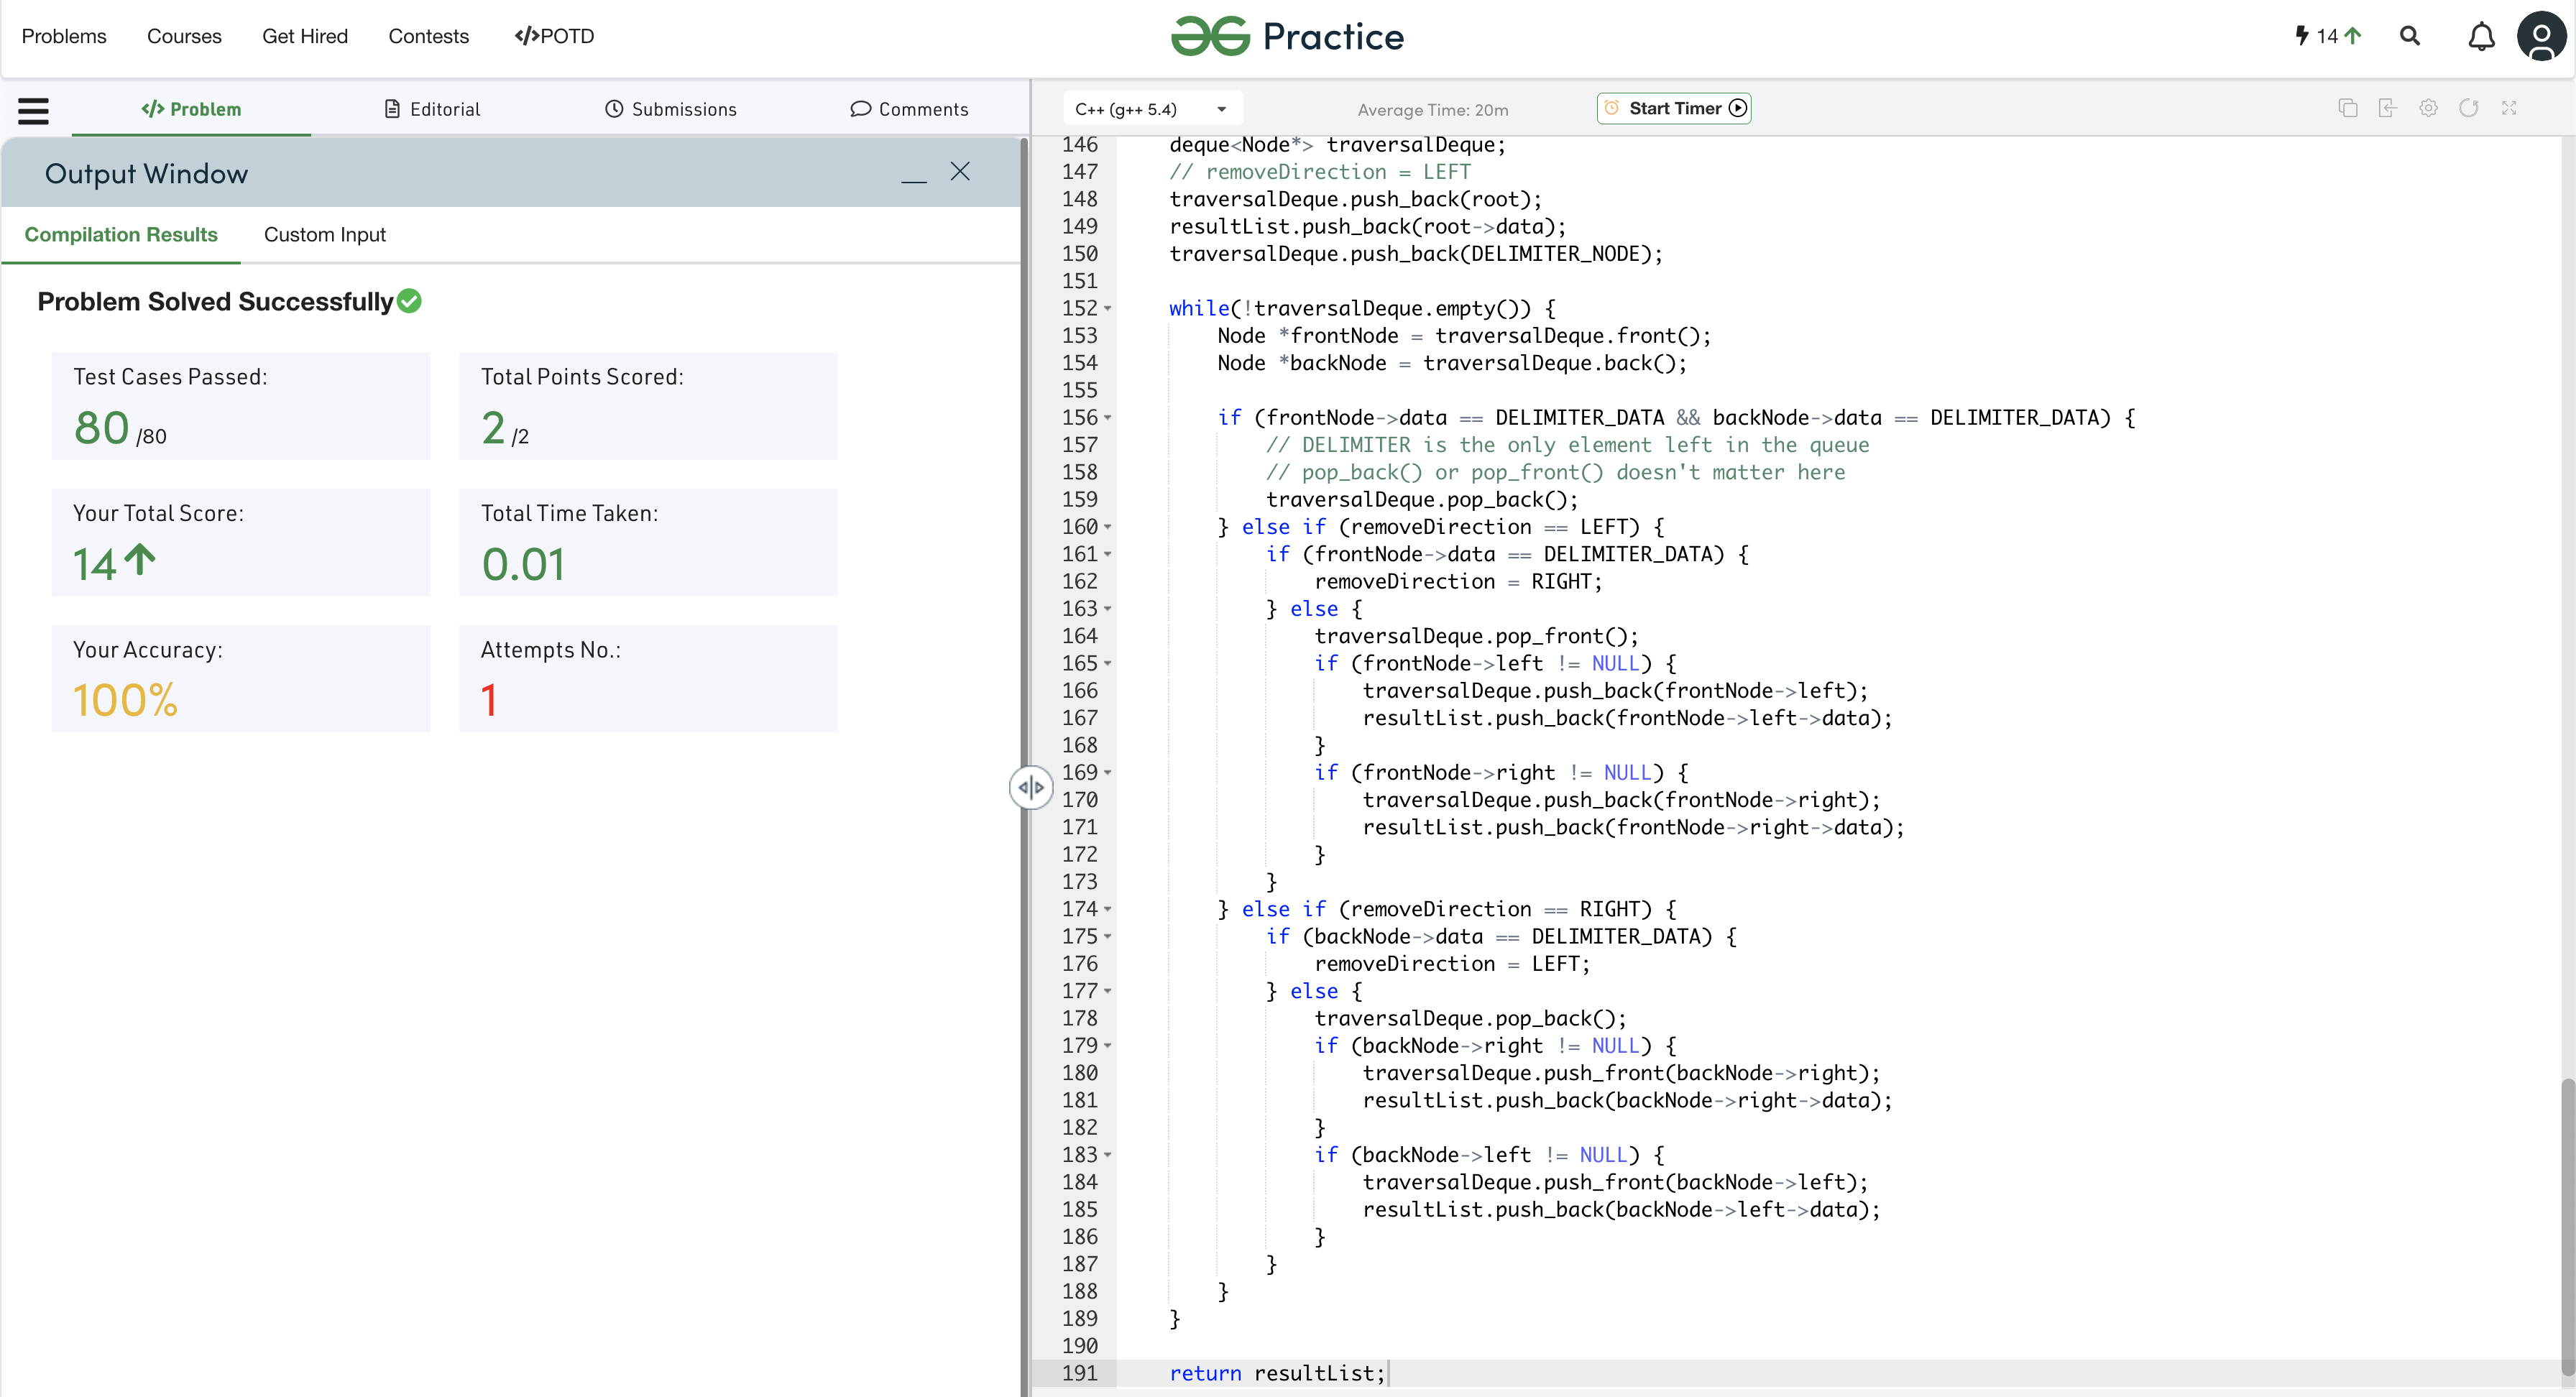 Problems Courses Get Hired Contests </>POTD Practice 14
</> Problem Editorial Submissions Comments
Output Window
Compilation Results Custom Input
Problem Solved Successfully
Test Cases Passed: Total Points Scored:
80 /80 2 /2
Your Total Score: Total Time Taken:
14 0.01
Your Accuracy: Attempts No.:
100% 1
C++ (g++ 5.4) Average Time: 20m Start Timer
146 deque<Node*> traversalDeque;
147 // removeDirection = LEFT
148 traversalDeque.push_back(root);
149 resultList.push_back(root->data);
150 traversalDeque.push_back(DELIMITER_NODE);
151
152 while(!traversalDeque.empty()) {
153 Node *frontNode = traversalDeque.front();
154 Node *backNode = traversalDeque.back();
155
156 if (frontNode->data == DELIMITER_DATA && backNode->data == DELIMITER_DATA) {
157 // DELIMITER is the only element left in the queue
158 // pop_back() or pop_front() doesn't matter here
159 traversalDeque.pop_back();
160 } else if (removeDirection == LEFT) {
161 if (frontNode->data == DELIMITER_DATA) {
162 removeDirection = RIGHT;
163 } else {
164 traversalDeque.pop_front();
165 if (frontNode->left != NULL) {
166 traversalDeque.push_back(frontNode->left);
167 resultList.push_back(frontNode->left->data);
168 }
169 if (frontNode->right != NULL) {
170 traversalDeque.push_back(frontNode->right);
171 resultList.push_back(frontNode->right->data);
172 }
173 }
174 } else if (removeDirection == RIGHT) {
175 if (backNode->data == DELIMITER_DATA) {
176 removeDirection = LEFT;
177 } else {
178 traversalDeque.pop_back();
179 if (backNode->right != NULL) {
180 traversalDeque.push_front(backNode->right);
181 resultList.push_back(backNode->right->data);
182 }
183 if (backNode->left != NULL) {
184 traversalDeque.push_front(backNode->left);
185 resultList.push_back(backNode->left->data);
186 }
187 }
188 }
189 }
190
191 return resultList;